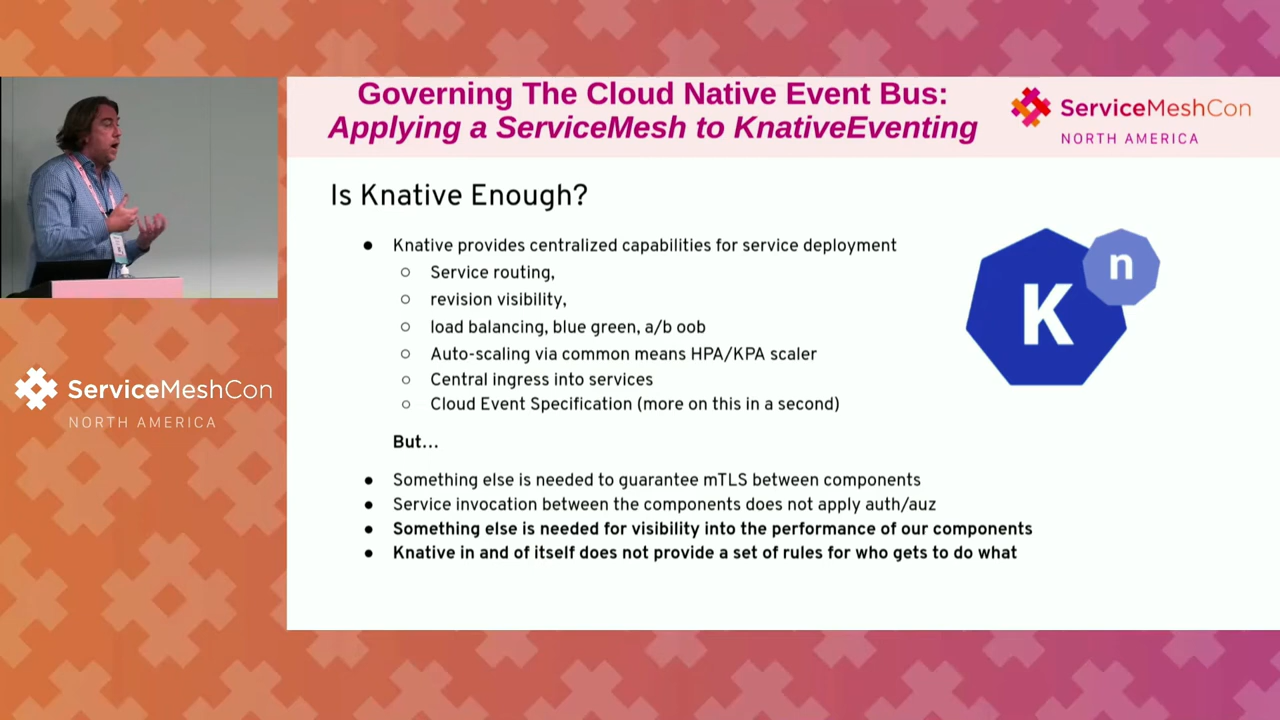 Governing The Cloud Native Event Bus:
Applying a ServiceMesh to KnativeEventing
ServiceMeshCon
NORTH AMERICA
Is Knative Enough?
● Knative provides centralized capabilities for service deployment
○ Service routing,
○ revision visibility,
○ load balancing, blue green, a/b oob
○ Auto-scaling via common means HPA/KPA scaler
○ Central ingress into services
○ Cloud Event Specification (more on this in a second)
But...
● Something else is needed to guarantee mTLS between components
● Service invocation between the components does not apply auth/auz
● Something else is needed for visibility into the performance of our components
● Knative in and of itself does not provide a set of rules for who gets to do what
K
n
ServiceMeshCon
NORTH AMERICA